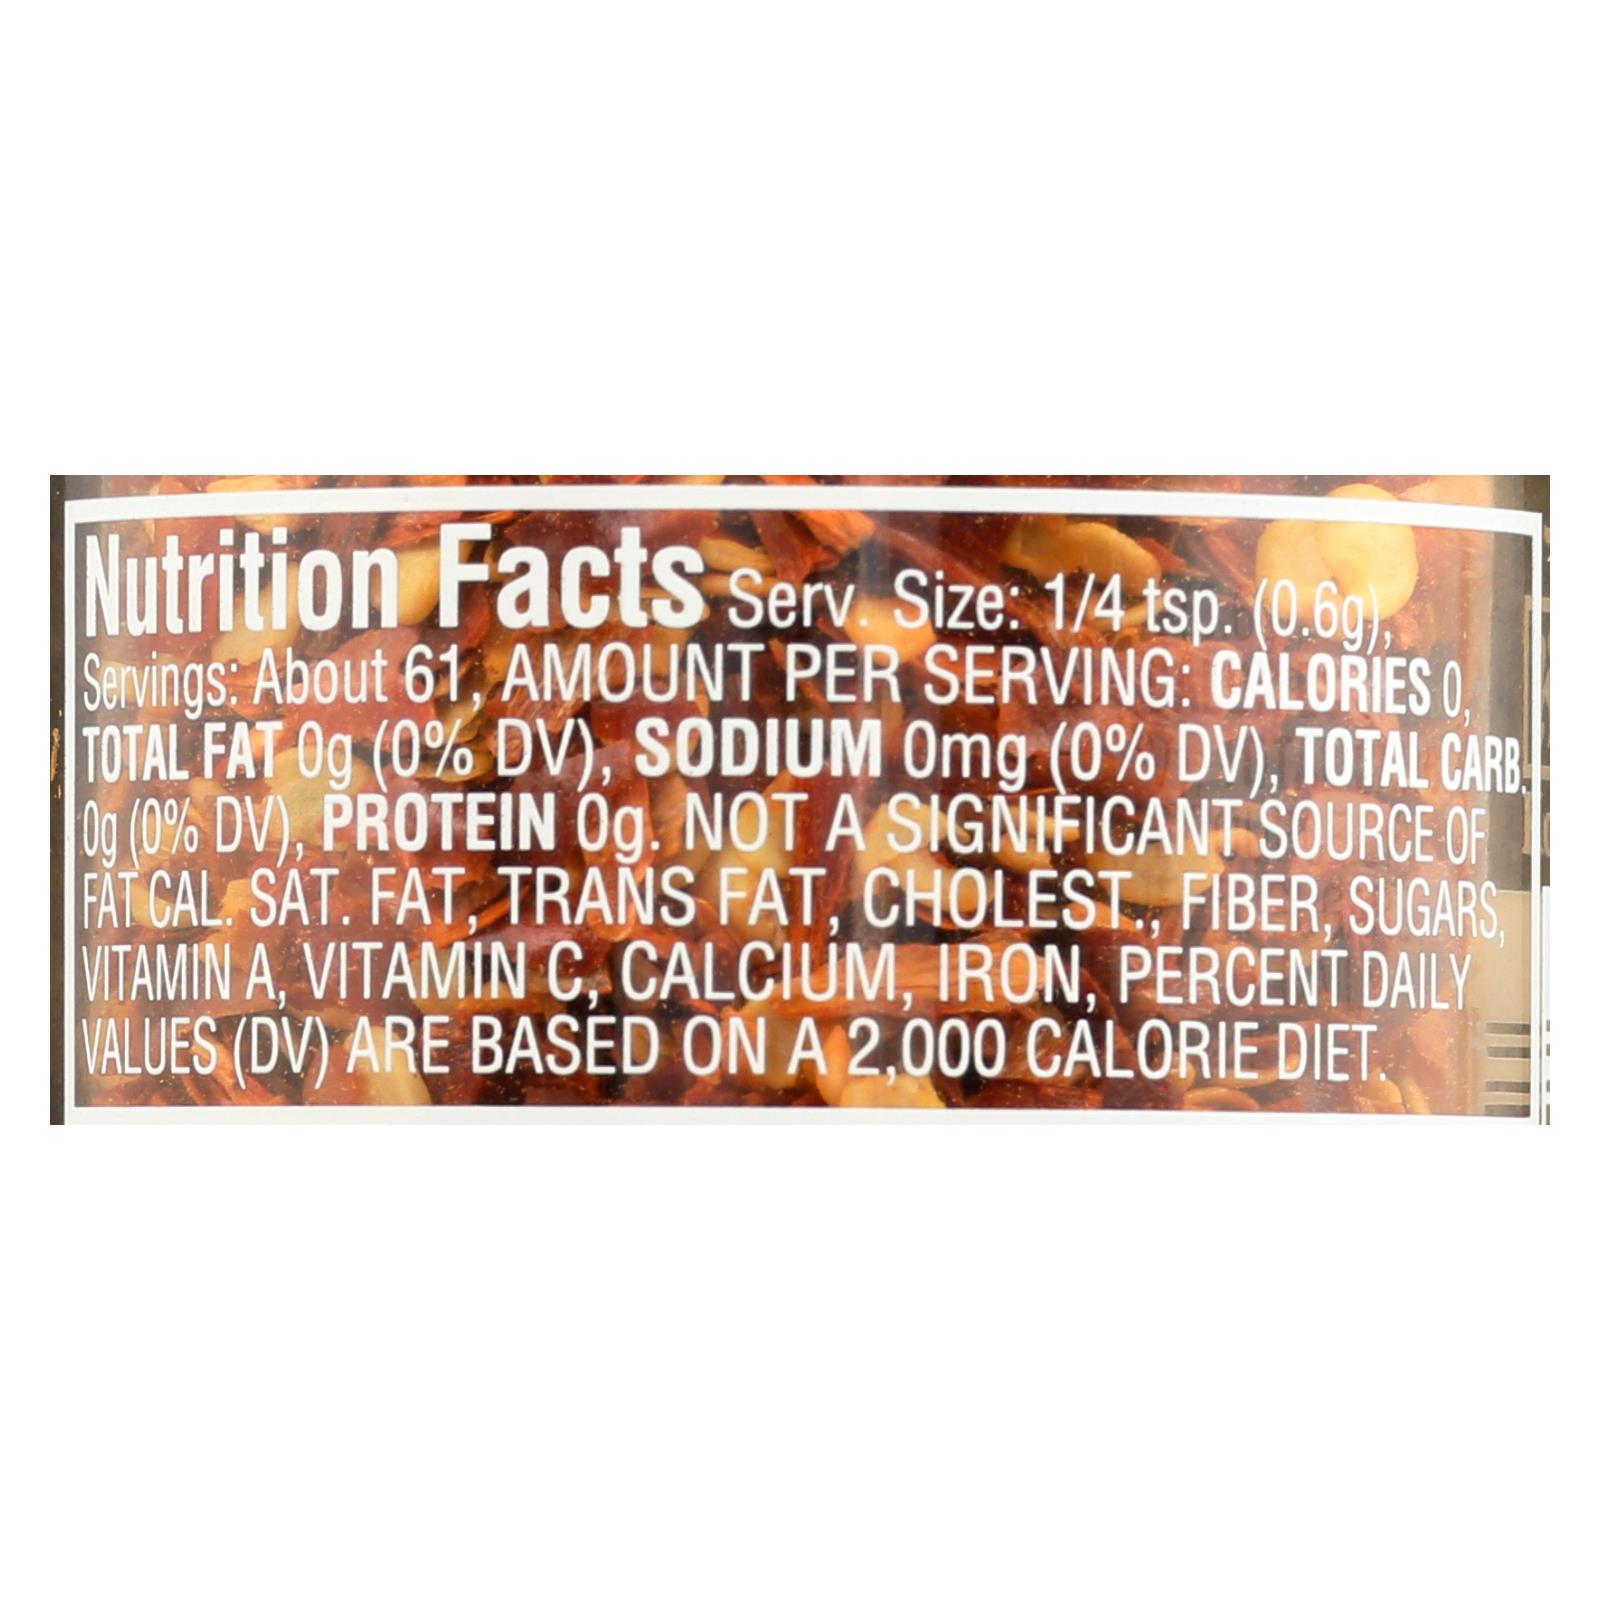 Nutrition Facts Serv. Size: 1/4 tsp. (0.6g),
Servings: About 61, AMOUNT PER SERVING: CALORIES 0,
TOTAL FAT 0g (0% DV), SODIUM 0mg (0% DV), TOTAL CARB.
0g (0% DV), PROTEIN 0g. NOT A SIGNIFICANT SOURCE OF
FAT CAL. SAT. FAT, TRANS FAT, CHOLEST., FIBER, SUGARS,
VITAMIN A, VITAMIN C, CALCIUM, IRON, PERCENT DAILY
VALUES (DV) ARE BASED ON A 2,000 CALORIE DIET.